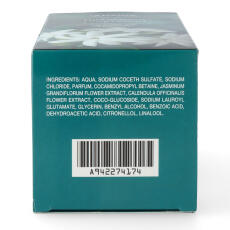 INGREDIENTS: AQUA, SODIUM COCETH SULFATE, SODIUM
CHLORIDE, PARFUM, COCAMIDOPROPYL BETAINE, JASMINUM
GRANDIFLORUM FLOWER EXTRACT, CALENDULA OFFICINALIS
FLOWER EXTRACT, COCO-GLUCOSIDE, SODIUM LAUROYL
GLUTAMATE, GLYCERIN, BENZYL ALCOHOL, BENZOIC ACID,
DEHYDROACETIC ACID, CITRONELLOL, LINALOOL.
A942274174